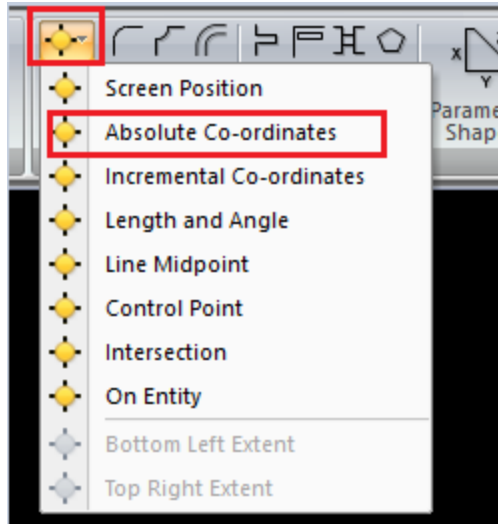 X
Y
Screen Position
Absolute Co-ordinates
Incremental Co-ordinates
Length and Angle
Line Midpoint
Control Point
Intersection
On Entity
Bottom Left Extent
Top Right Extent